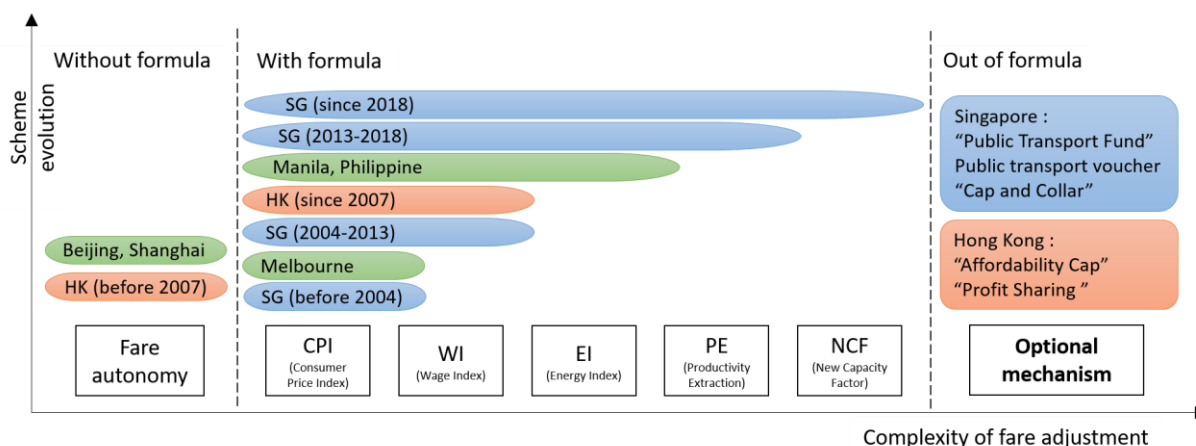 Scheme
evolution
Without formula
With formula
Out of formula
SG (since 2018)
SG (2013-2018)
Manila, Philippine
HK (since 2007)
SG (2004-2013)
Beijing, Shanghai
Melbourne
HK (before 2007)
SG (before 2004)
Singapore :
“Public Transport Fund”
Public transport voucher
“Cap and Collar”
Hong Kong :
“Affordability Cap”
“Profit Sharing ”
Fare
autonomy
CPI
(Consumer
Price Index)
WI
(Wage Index)
EI
(Energy Index)
PE
(Productivity
Extraction)
NCF
(New Capacity
Factor)
Optional
mechanism
Complexity of fare adjustment